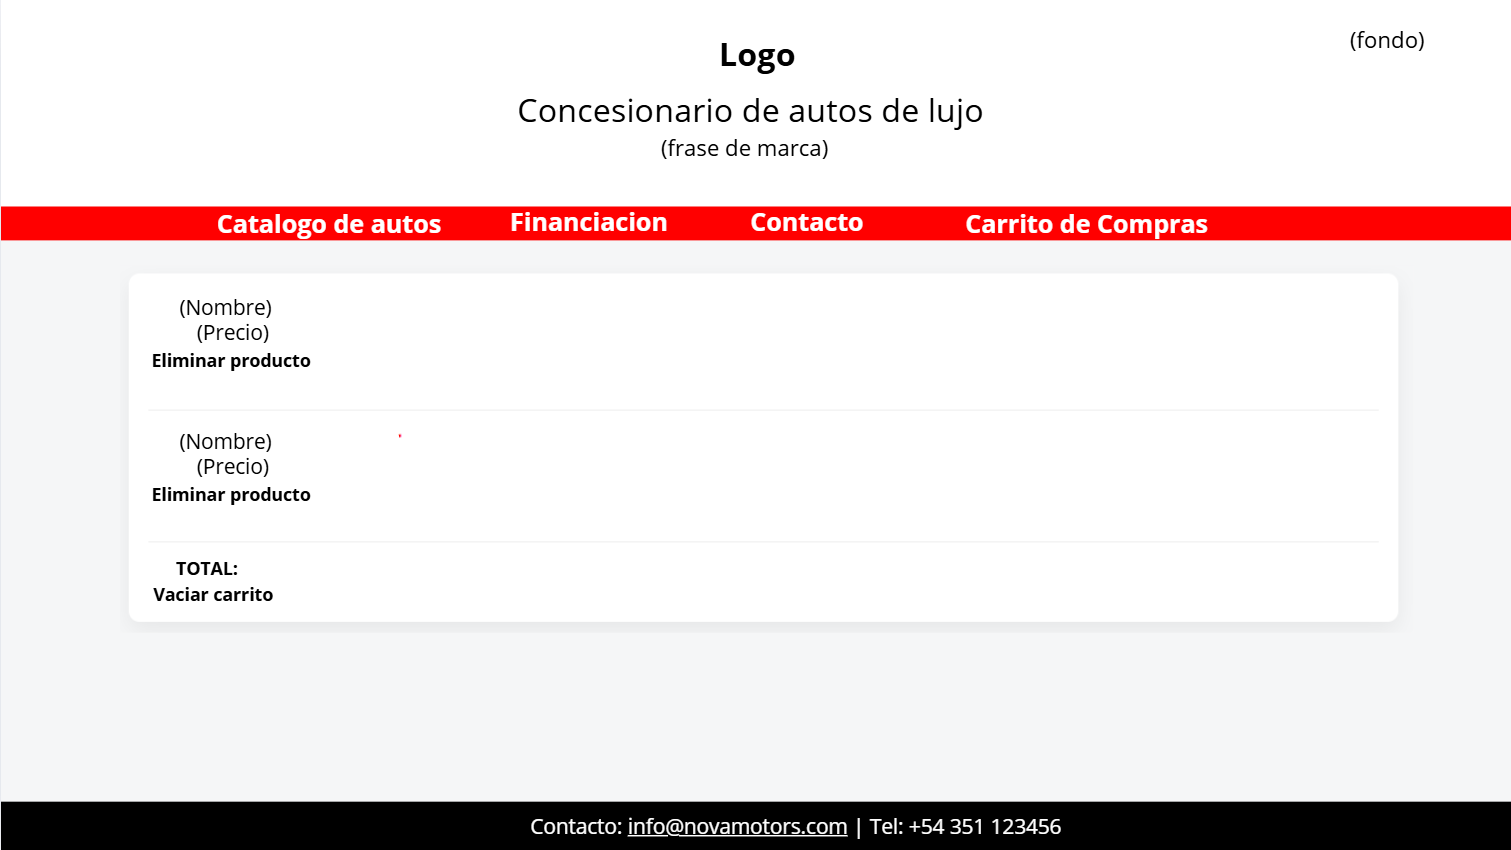 (fondo)
Logo
Concesionario de autos de lujo
(frase de marca)
Catalogo de autos Financiacion Contacto Carrito de Compras
(Nombre)
(Precio)
Eliminar producto
(Nombre)
(Precio)
Eliminar producto
TOTAL:
Vaciar carrito
Contacto: info@novamotors.com | Tel: +54 351 123456